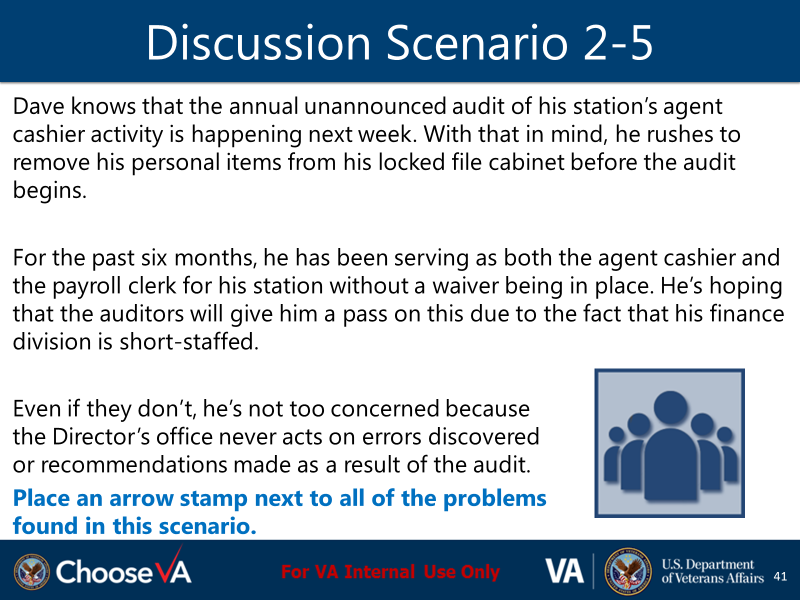 Discussion Scenario 2-5
Dave knows that the annual unannounced audit of his station’s agent
cashier activity is happening next week. With that in mind, he rushes to
remove his personal items from his locked file cabinet before the audit
begins.
For the past six months, he has been serving as both the agent cashier and
the payroll clerk for his station without a waiver being in place. He’s hoping
that the auditors will give him a pass on this due to the fact that his finance
division is short-staffed.
Even if they don’t, he’s not too concerned because
the Director’s office never acts on errors discovered
or recommendations made as a result of the audit.
Place an arrow stamp next to all of the problems
found in this scenario.
Choose VA
For VA Internal Use Only
VA
U.S. Department
of Veterans Affairs
41